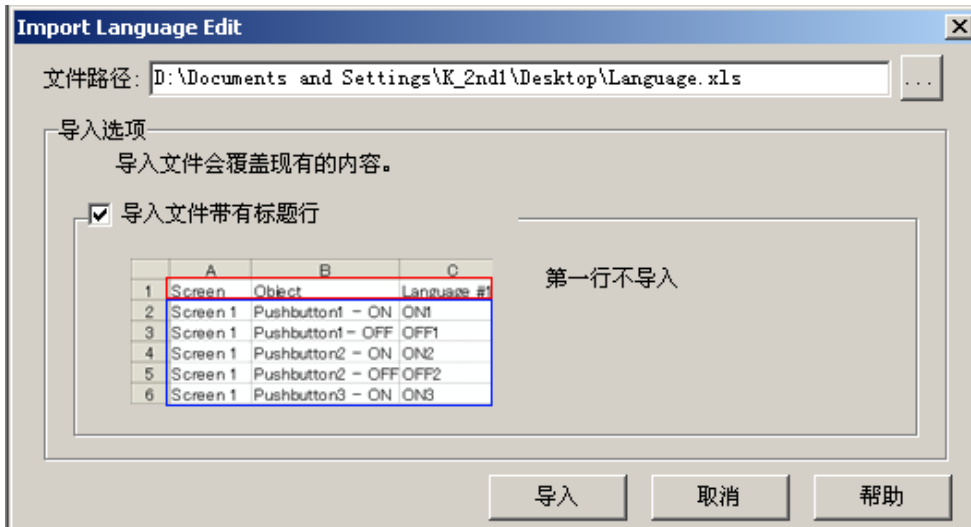 Import Language Edit
文件路径: D:\Documents and Settings\K_2nd1\Desktop\Language.xls ...
导入选项
导入文件会覆盖现有的内容。
导入文件带有标题行
A B C
1 Screen Object Language #1
2 Screen 1 Pushbutton1 - ON ON1
3 Screen 1 Pushbutton1- OFF OFF1
4 Screen 1 Pushbutton2 - ON ON2
5 Screen 1 Pushbutton2 - OFF OFF2
6 Screen 1 Pushbutton3 - ON ON3
第一行不导入
导入 取消 帮助